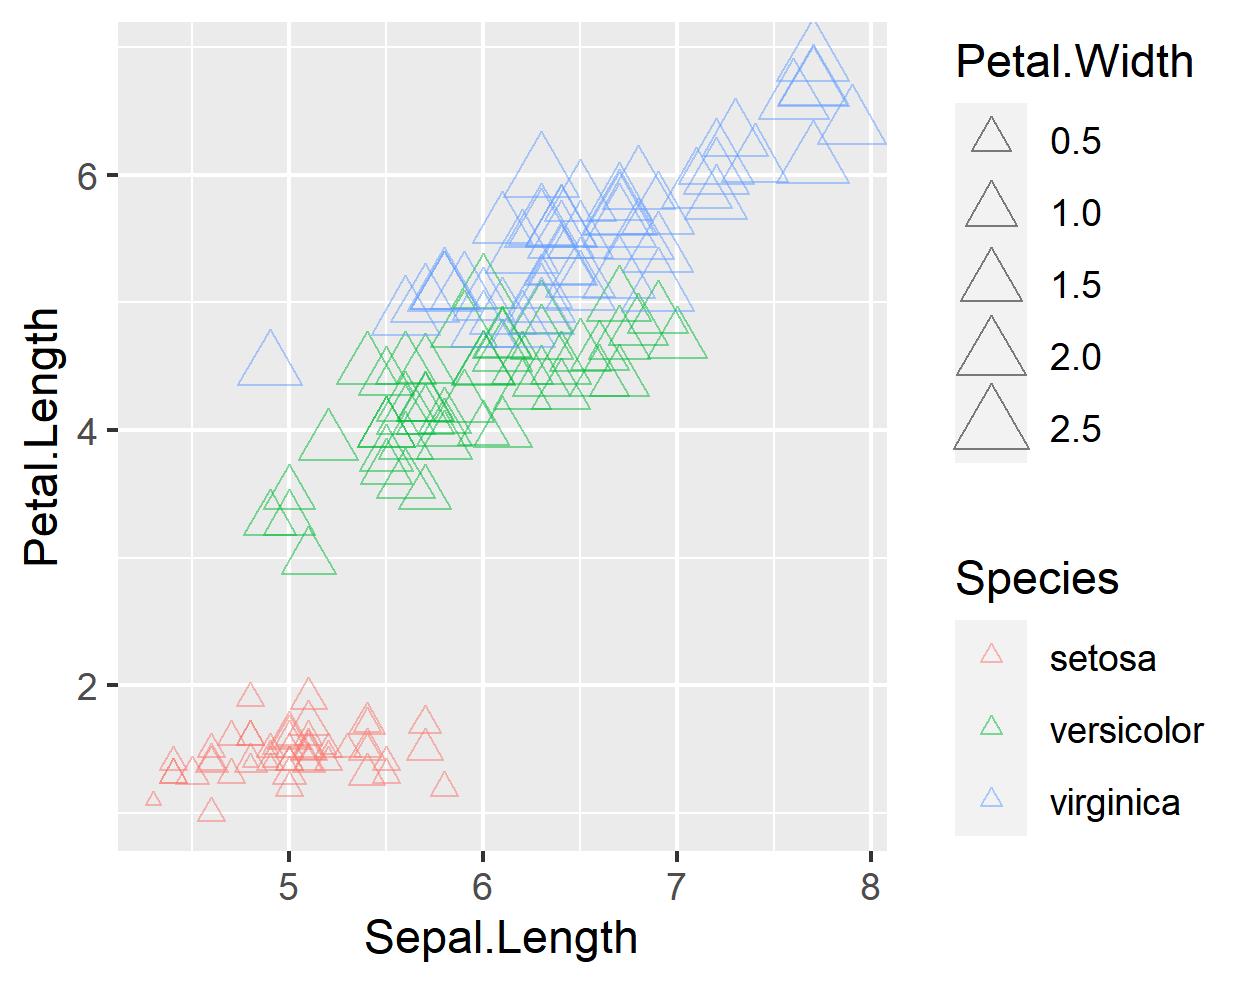 6
4
2
5 6 7 8
Sepal.Length
Petal.Length
Petal.Width
0.5
1.0
1.5
2.0
2.5
Species
setosa
versicolor
virginica